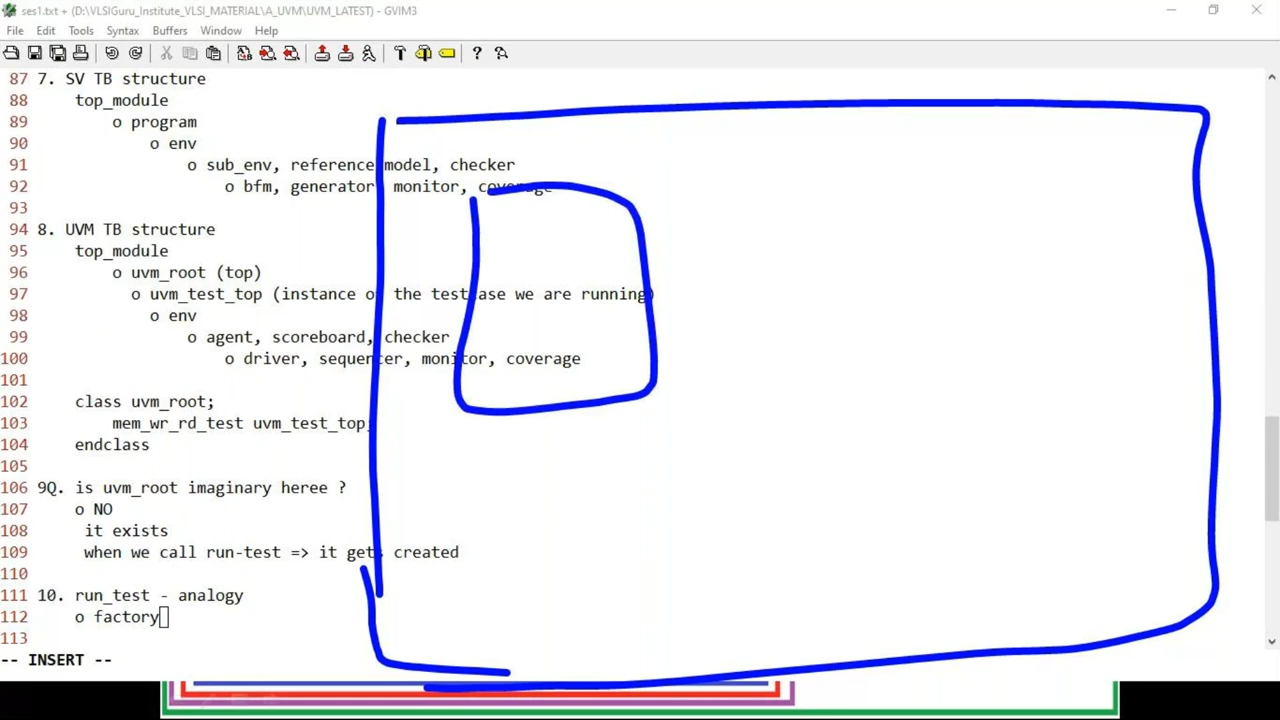 ses1.txt + (D:\VLSIGuru_Institute_VLSI_MATERIAL\A_UVM\UVM_LATEST) - GVIM3
File Edit Tools Syntax Buffers Window Help
87 7. SV TB structure
88 top_module
89 o program
90 o env
91 o sub_env, reference model, checker
92 o bfm, generator, monitor, coverage
93
94 8. UVM TB structure
95 top_module
96 o uvm_root (top)
97 o uvm_test_top (instance of the testcase we are running)
98 o env
99 o agent, scoreboard, checker
100 o driver, sequencer, monitor, coverage
101
102 class uvm_root;
103 mem_wr_rd_test uvm_test_top;
104 endclass
105
106 9Q. is uvm_root imaginary heree ?
107 o NO
108 it exists
109 when we call run-test => it gets created
110
111 10. run_test - analogy
112 o factory
113
-- INSERT --